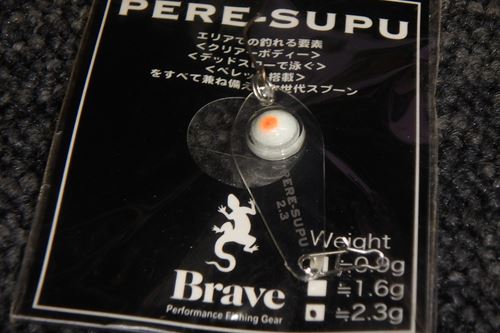 PERE-SUPU
エリアでの釣れる要素
<クリアーボディー>
<デッドスローで泳ぐ>
<ペレット搭載>
をすべて兼ね備えた次世代スプーン
PERE-SUPU
2.3
Weight
≒0.9g
≒1.6g
≒2.3g
Brave
Performance Fishing Gear